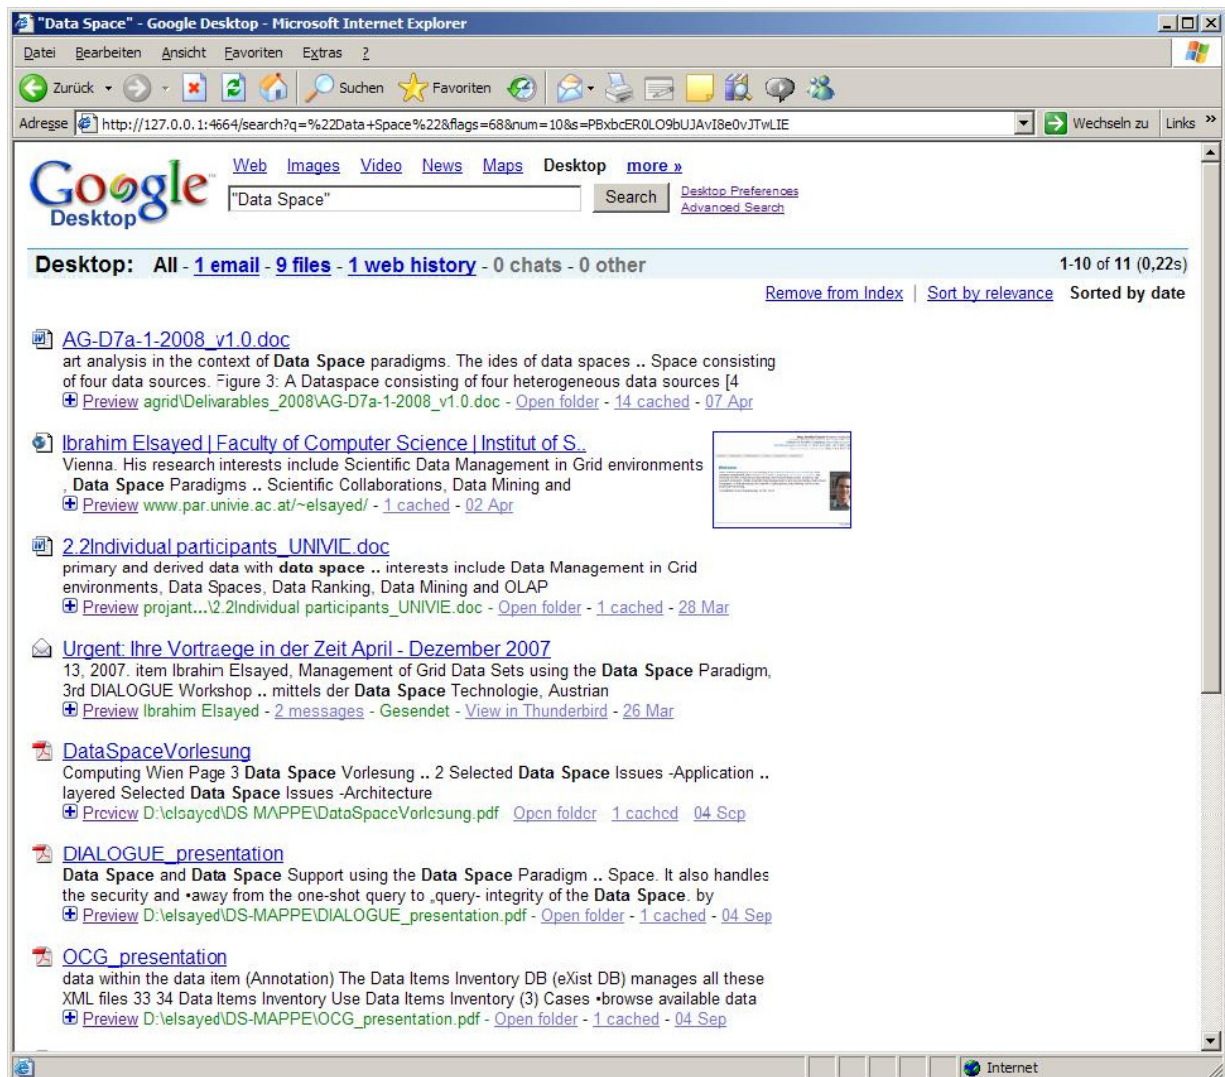 "Data Space" - Google Desktop - Microsoft Internet Explorer
Datei Bearbeiten Ansicht Favoriten Extras ?
Zurück Suchen Favoriten
Adresse http://127.0.0.1:4664/search?q=%22Data+Space%22&flags=68&num=10&s=PBxbcER0LO9bUJAvI8e0vJTwLIE Wechseln zu Links »
Google Desktop
Web Images Video News Maps Desktop more »
"Data Space" Search Desktop Preferences
Advanced Search
Desktop: All - 1 email - 9 files - 1 web history - 0 chats - 0 other 1-10 of 11 (0,22s)
Remove from Index | Sort by relevance Sorted by date
AG-D7a-1-2008_v1.0.doc
art analysis in the context of Data Space paradigms. The ides of data spaces .. Space consisting
of four data sources. Figure 3: A Dataspace consisting of four heterogeneous data sources [4
Preview agrid\Delivarables_2008\AG-D7a-1-2008_v1.0.doc - Open folder - 14 cached - 07 Apr
Ibrahim Elsayed | Faculty of Computer Science | Institut of S..
Vienna. His research interests include Scientific Data Management in Grid environments
, Data Space Paradigms .. Scientific Collaborations, Data Mining and
Preview www.par.univie.ac.at/~elsayed/ - 1 cached - 02 Apr
2.2Individual participants_UNIVIE.doc
primary and derived data with data space .. interests include Data Management in Grid
environments, Data Spaces, Data Ranking, Data Mining and OLAP
Preview projant...\2.2Individual participants_UNIVIE.doc - Open folder - 1 cached - 28 Mar
Urgent: Ihre Vortraege in der Zeit April - Dezember 2007
13, 2007. item Ibrahim Elsayed, Management of Grid Data Sets using the Data Space Paradigm,
3rd DIALOGUE Workshop .. mittels der Data Space Technologie, Austrian
Preview Ibrahim Elsayed - 2 messages - Gesendet - View in Thunderbird - 26 Mar
DataSpaceVorlesung
Computing Wien Page 3 Data Space Vorlesung .. 2 Selected Data Space Issues -Application ..
layered Selected Data Space Issues -Architecture
Preview D:\elsayed\DS-MAPPE\DataSpaceVorlesung.pdf - Open folder - 1 cached - 04 Sep
DIALOGUE_presentation
Data Space and Data Space Support using the Data Space Paradigm .. Space. It also handles
the security and •away from the one-shot query to „query- integrity of the Data Space. by
Preview D:\elsayed\DS-MAPPE\DIALOGUE_presentation.pdf - Open folder - 1 cached - 04 Sep
OCG_presentation
data within the data item (Annotation) The Data Items Inventory DB (eXist DB) manages all these
XML files 33 34 Data Items Inventory Use Data Items Inventory (3) Cases •browse available data
Preview D:\elsayed\DS-MAPPE\OCG_presentation.pdf - Open folder - 1 cached - 04 Sep
Internet